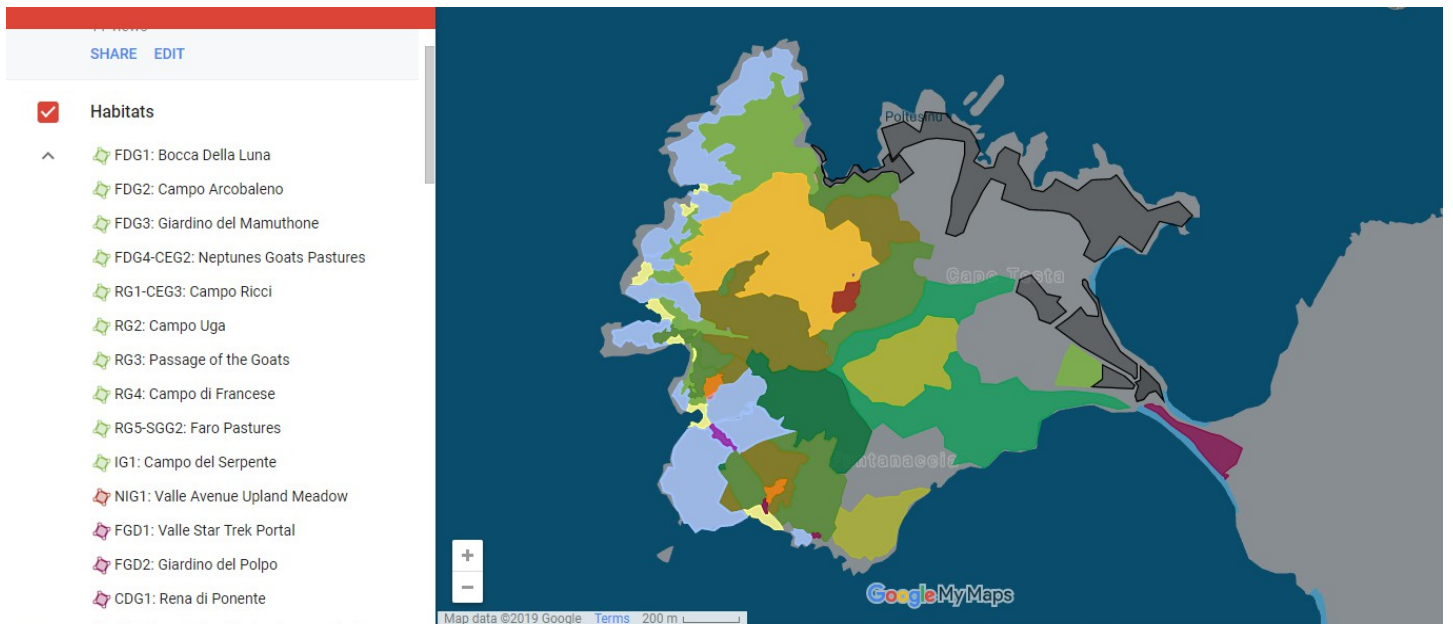 SHARE EDIT
Habitats
FDG1: Bocca Della Luna
FDG2: Campo Arcobaleno
FDG3: Giardino del Mamuthone
FDG4-CEG2: Neptunes Goats Pastures
RG1-CEG3: Campo Ricci
RG2: Campo Uga
RG3: Passage of the Goats
RG4: Campo di Francese
RG5-SGG2: Faro Pastures
IG1: Campo del Serpente
NIG1: Valle Avenue Upland Meadow
FGD1: Valle Star Trek Portal
FGD2: Giardino del Polpo
CDG1: Rena di Ponente
Poltusinu
Capo Testa
+
−
Google My Maps
Map data ©2019 Google Terms 200 m